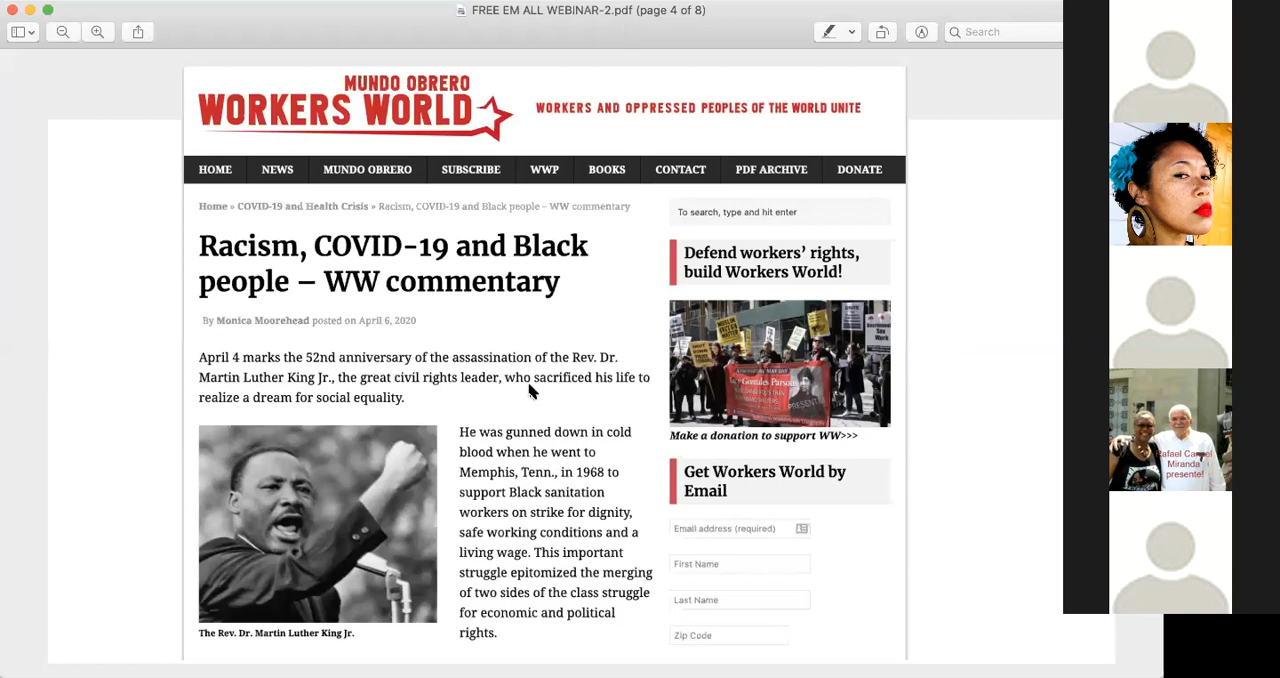 FREE EM ALL WEBINAR-2.pdf (page 4 of 8)
Search
MUNDO OBRERO
WORKERS WORLD
WORKERS AND OPPRESSED PEOPLES OF THE WORLD UNITE
HOME NEWS MUNDO OBRERO SUBSCRIBE WWP BOOKS CONTACT PDF ARCHIVE DONATE
Home » COVID-19 and Health Crisis » Racism, COVID-19 and Black people – WW commentary
Racism, COVID-19 and Black
people – WW commentary
By Monica Moorehead posted on April 6, 2020
April 4 marks the 52nd anniversary of the assassination of the Rev. Dr.
Martin Luther King Jr., the great civil rights leader, who sacrificed his life to
realize a dream for social equality.
He was gunned down in cold
blood when he went to
Memphis, Tenn., in 1968 to
support Black sanitation
workers on strike for dignity,
safe working conditions and a
living wage. This important
struggle epitomized the merging
of two sides of the class struggle
for economic and political
rights.
The Rev. Dr. Martin Luther King Jr.
To search, type and hit enter
Defend workers’ rights,
build Workers World!
Make a donation to support WW>>>
Get Workers World by
Email
Email address (required)
First Name
Last Name
Zip Code
Miranda
presente!